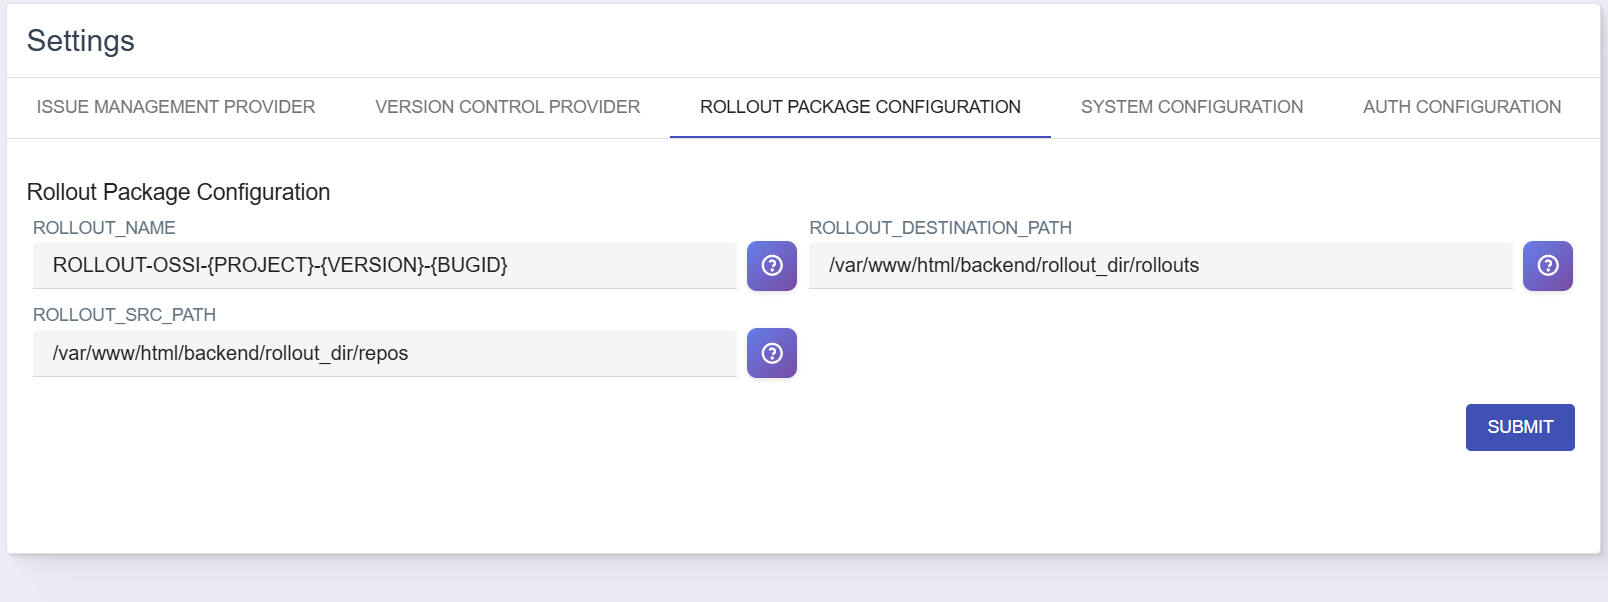 Settings
ISSUE MANAGEMENT PROVIDER
VERSION CONTROL PROVIDER
ROLLOUT PACKAGE CONFIGURATION
SYSTEM CONFIGURATION
AUTH CONFIGURATION
Rollout Package Configuration
ROLLOUT_NAME
ROLLOUT-OSSI-{PROJECT}-{VERSION}-{BUGID}
ROLLOUT_DESTINATION_PATH
/var/www/html/backend/rollout_dir/rollouts
ROLLOUT_SRC_PATH
/var/www/html/backend/rollout_dir/repos
SUBMIT